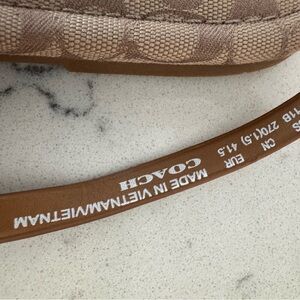 COACH
MADE IN VIETNAM/VIETNAM
CN EUR
11B 270(1.5) 41.5